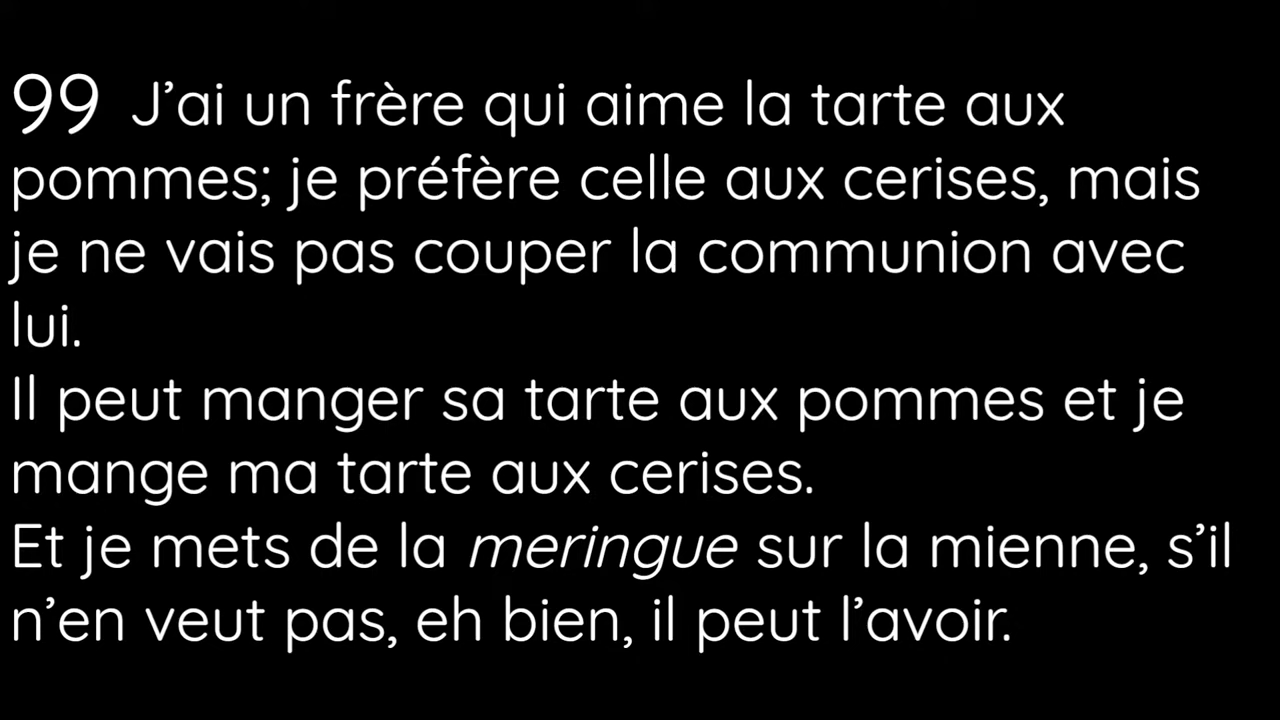 99 J’ai un frère qui aime la tarte aux
pommes; je préfère celle aux cerises, mais
je ne vais pas couper la communion avec
lui.
Il peut manger sa tarte aux pommes et je
mange ma tarte aux cerises.
Et je mets de la meringue sur la mienne, s’il
n’en veut pas, eh bien, il peut l’avoir.